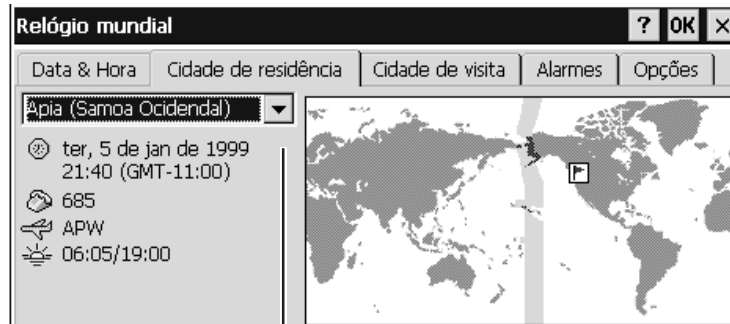 Relógio mundial ? OK ×
Data & Hora Cidade de residência Cidade de visita Alarmes Opções
Apia (Samoa Ocidendal)
ter, 5 de jan de 1999
21:40 (GMT-11:00)
685
APW
06:05/19:00